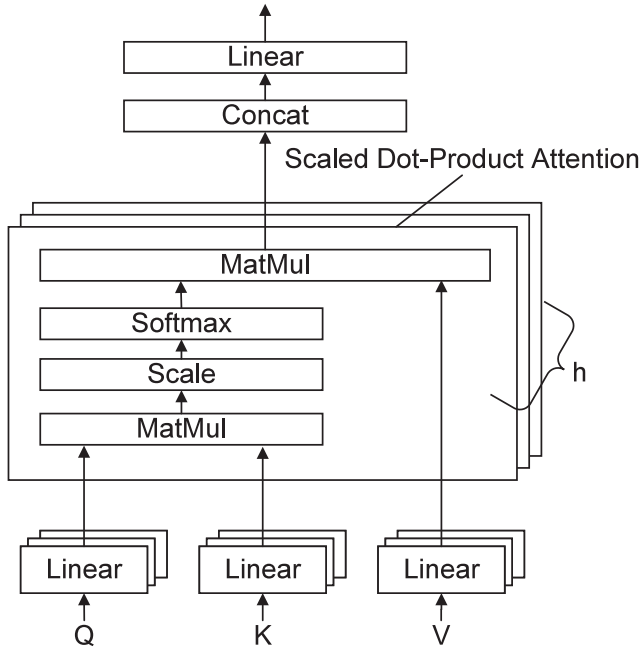 Linear
Concat
Scaled Dot-Product Attention
MatMul
Softmax
Scale
h
MatMul
Linear Linear Linear
Q K V